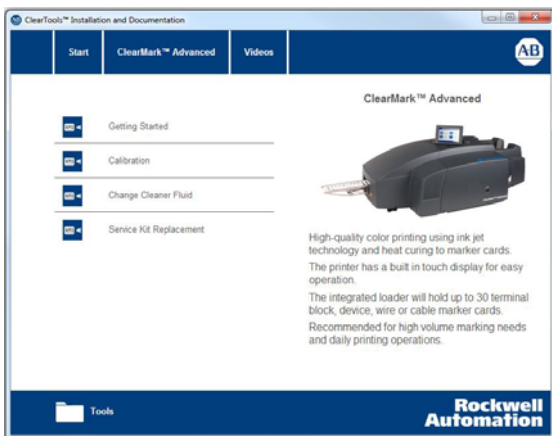 ClearTools™ Installation and Documentation
Start
ClearMark™ Advanced
Videos
AB
Getting Started
Calibration
Change Cleaner Fluid
Service Kit Replacement
ClearMark™ Advanced
High-quality color printing using ink jet
technology and heat curing to marker cards.
The printer has a built in touch display for easy
operation.
The integrated loader will hold up to 30 terminal
block, device, wire or cable marker cards.
Recommended for high volume marking needs
and daily printing operations.
Tools
Rockwell
Automation